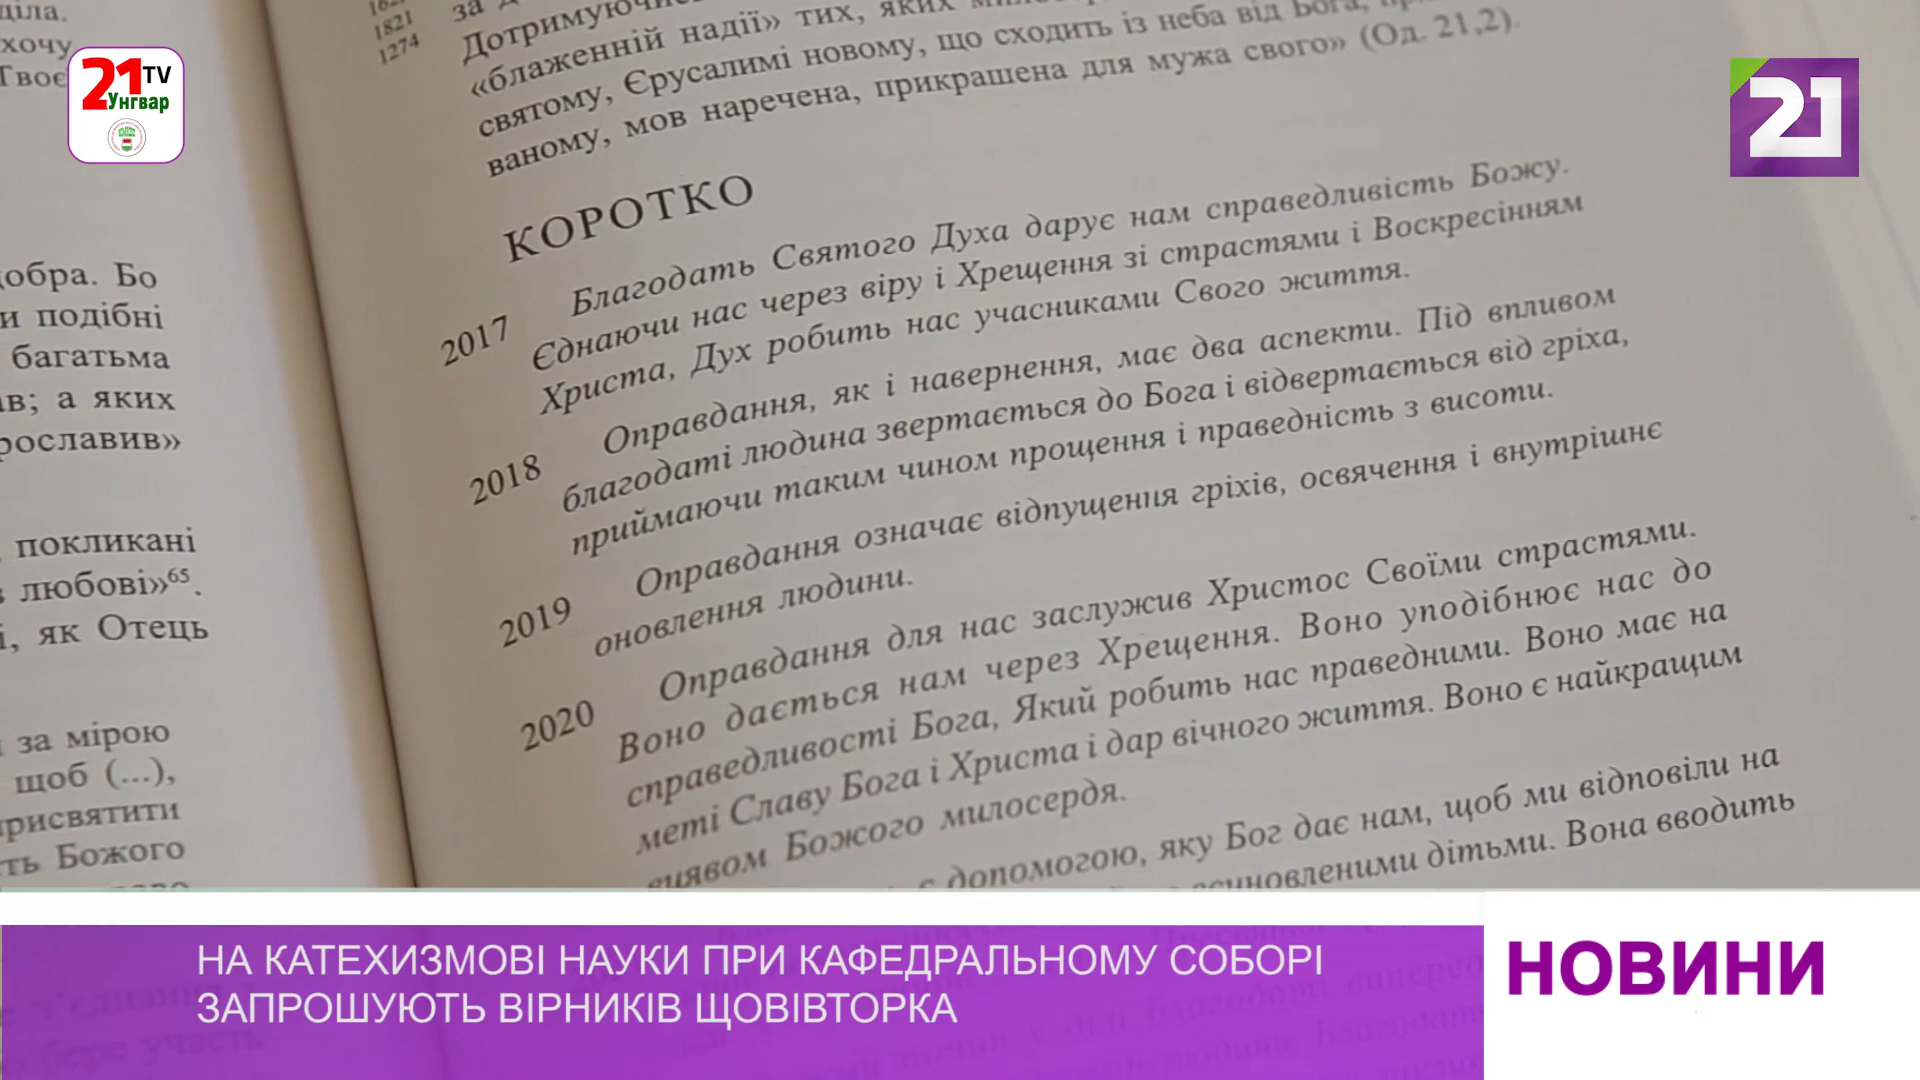 діла.
хочу
Твоє
добра. Бо
и подібні
багатьма
ав; а яких
рославив»
покликані
любові»⁶⁵.
і, як Отець
за мірою
щоб (...),
присвятити
ть Божого
1821
1274
за
«блаженній надії» тих, яких
святому, Єрусалимі новому, що сходить із неба від Бога,
ваному, мов наречена, прикрашена для мужа свого» (Од. 21,2).
КОРОТКО
2017 Благодать Святого Духа дарує нам справедливість Божу.
Єднаючи нас через віру і Хрещення зі страстями і Воскресінням
Христа, Дух робить нас учасниками Свого життя.
2018 Оправдання, як і навернення, має два аспекти. Під впливом
благодаті людина звертається до Бога і відвертається від гріха,
приймаючи таким чином прощення і праведність з висоти.
2019 Оправдання означає відпущення гріхів, освячення і внутрішнє
оновлення людини.
2020 Оправдання для нас заслужив Христос Своїми страстями.
Воно дається нам через Хрещення. Воно уподібнює нас до
справедливості Бога, Який робить нас праведними. Воно має на
меті Славу Бога і Христа і дар вічного життя. Воно є найкращим
виявом Божого милосердя.
є допомогою, яку Бог дає нам, щоб ми відповіли на
дітьми. Вона вводить
21 TV
Унгвар
21
НА КАТЕХИЗМОВІ НАУКИ ПРИ КАФЕДРАЛЬНОМУ СОБОРІ
ЗАПРОШУЮТЬ ВІРНИКІВ ЩОВІВТОРКА
НОВИНИ